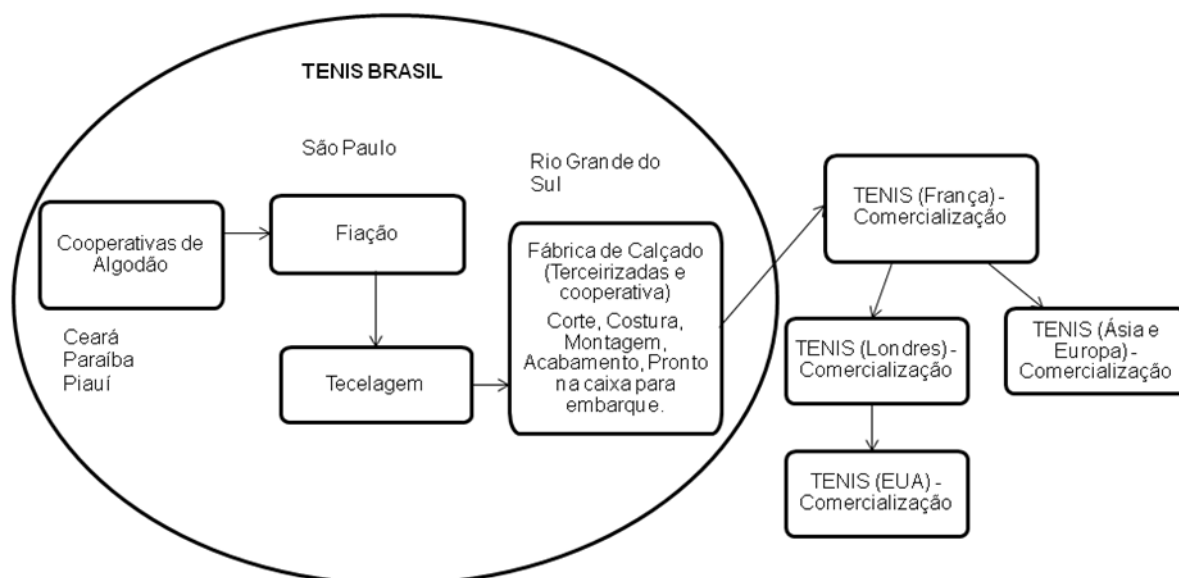 TENIS BRASIL
São Paulo
Rio Grande do
Sul
Cooperativas de
Algodão
Fiação
Ceará
Paraíba
Piauí
Tecelagem
Fábrica de Calçado
(Terceirizadas e
cooperativa)
Corte, Costura,
Montagem,
Acabamento, Pronto
na caixa para
embarque.
TENIS (França) -
Comercialização
TENIS (Londres) -
Comercialização
TENIS (Ásia e
Europa) -
Comercialização
TENIS (EUA) -
Comercialização